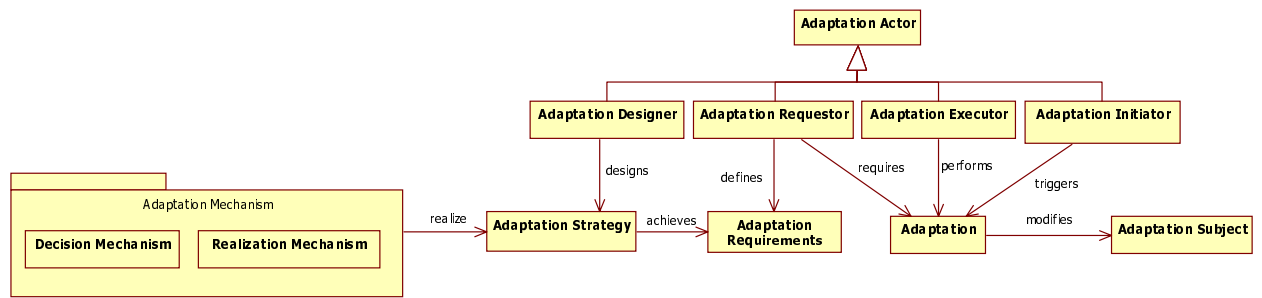 Adaptation Actor
Adaptation Designer
Adaptation Requestor
Adaptation Executor
Adaptation Initiator
designs
defines
requires
performs
triggers
Adaptation Mechanism
Decision Mechanism
Realization Mechanism
realize
Adaptation Strategy
achieves
Adaptation
Requirements
Adaptation
modifies
Adaptation Subject